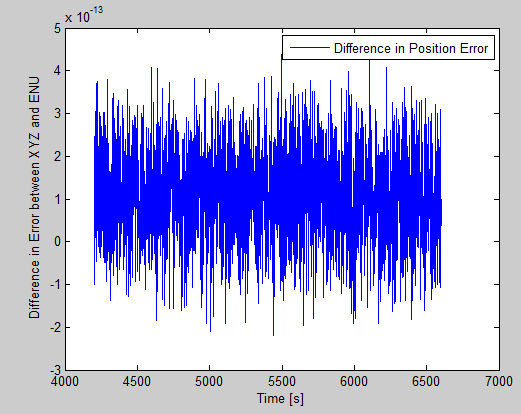 x 10-13
Difference in Position Error
5
4
3
2
1
0
-1
-2
-3
Difference in Error between XYZ and ENU
4000 4500 5000 5500 6000 6500 7000
Time [s]